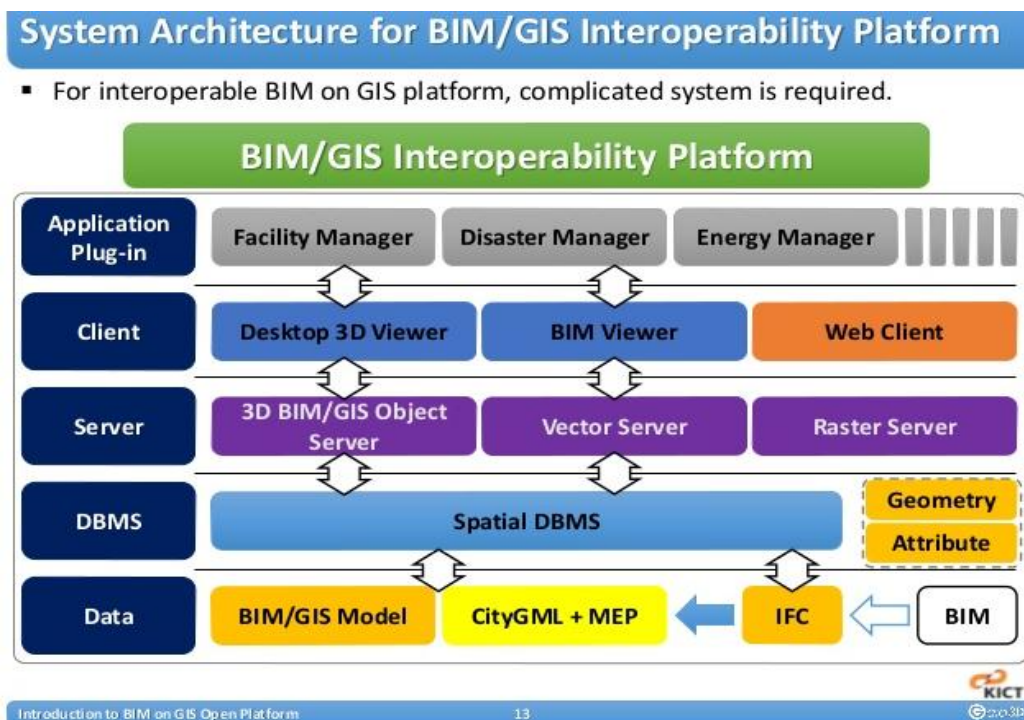 System Architecture for BIM/GIS Interoperability Platform
▪ For interoperable BIM on GIS platform, complicated system is required.
BIM/GIS Interoperability Platform
Application
Plug-in
Facility Manager
Disaster Manager
Energy Manager
Client
Desktop 3D Viewer
BIM Viewer
Web Client
Server
3D BIM/GIS Object
Server
Vector Server
Raster Server
DBMS
Spatial DBMS
Geometry
Attribute
Data
BIM/GIS Model
CityGML + MEP
IFC
BIM
KICT
Introduction to BIM on GIS Open Platform
13